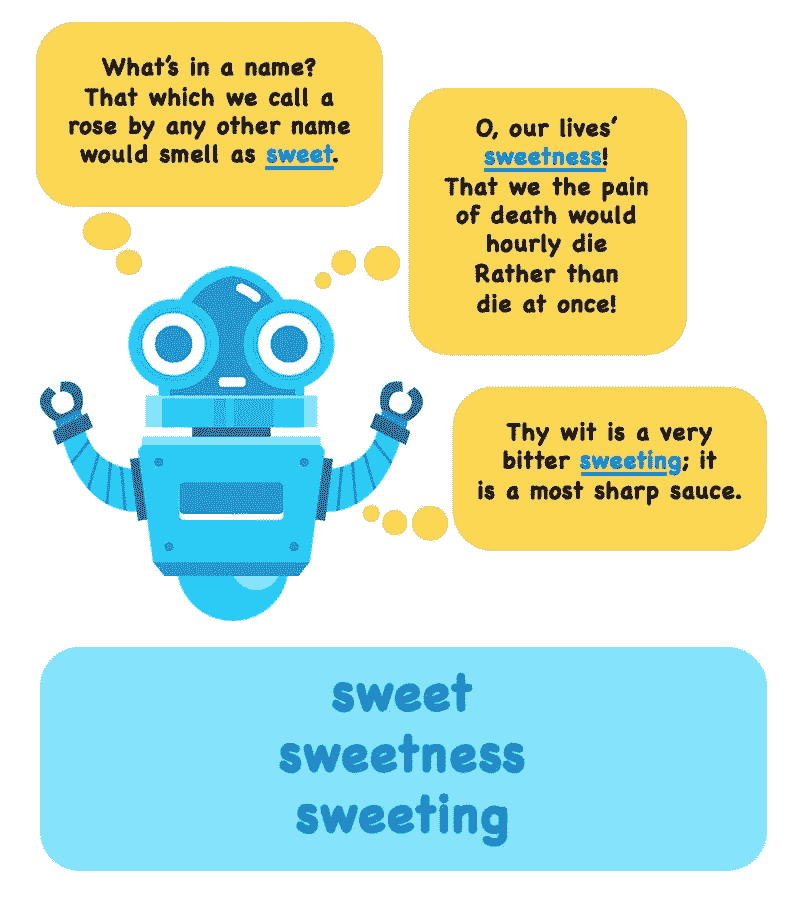 What's in a name?
That which we call a
rose by any other name
would smell as sweet.
O, our lives'
sweetness!
That we the pain
of death would
hourly die
Rather than
die at once!
Thy wit is a very
bitter sweeting; it
is a most sharp sauce.
sweet
sweetness
sweeting